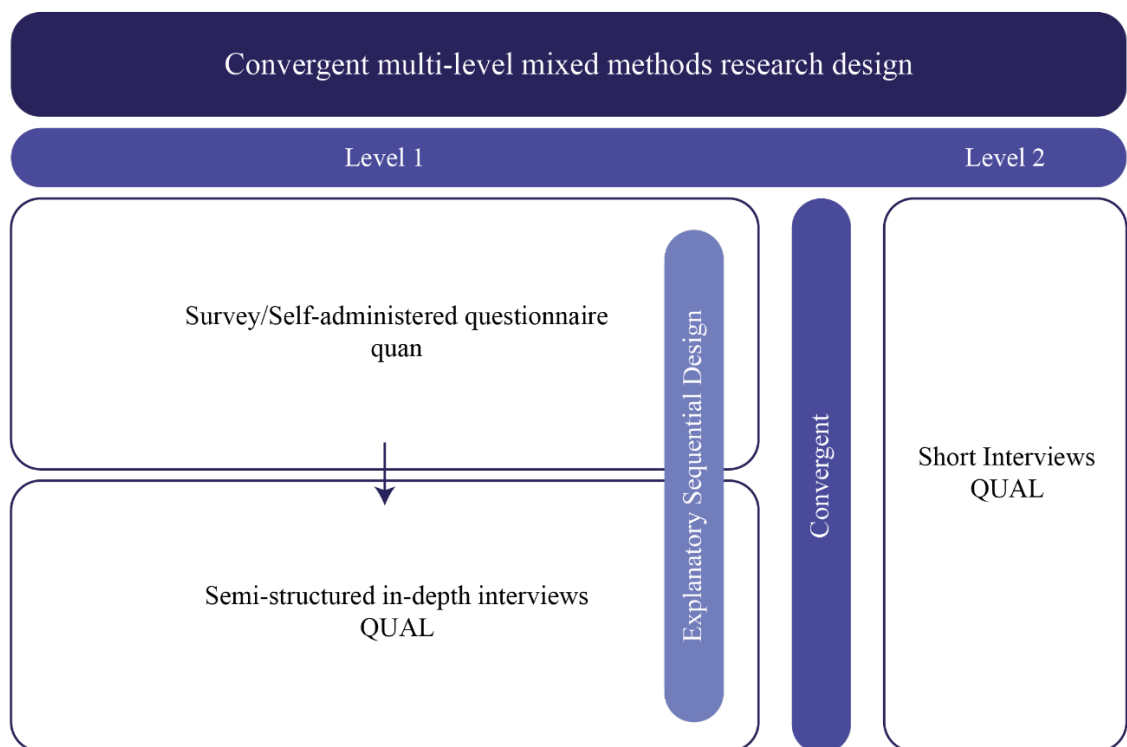 Convergent multi-level mixed methods research design
Level 1
Level 2
Survey/Self-administered questionnaire
quan
Semi-structured in-depth interviews
QUAL
Explanatory Sequential Design
Convergent
Short Interviews
QUAL